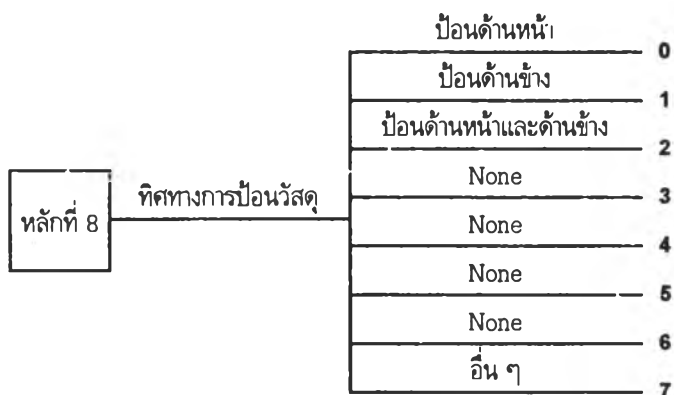 ป้อนด้านหน้า
0
ป้อนด้านข้าง
1
ป้อนด้านหน้าและด้านข้าง
2
None
3
หลักที่ 8
ทิศทางการป้อนวัสดุ
None
4
None
5
None
6
อื่น ๆ
7